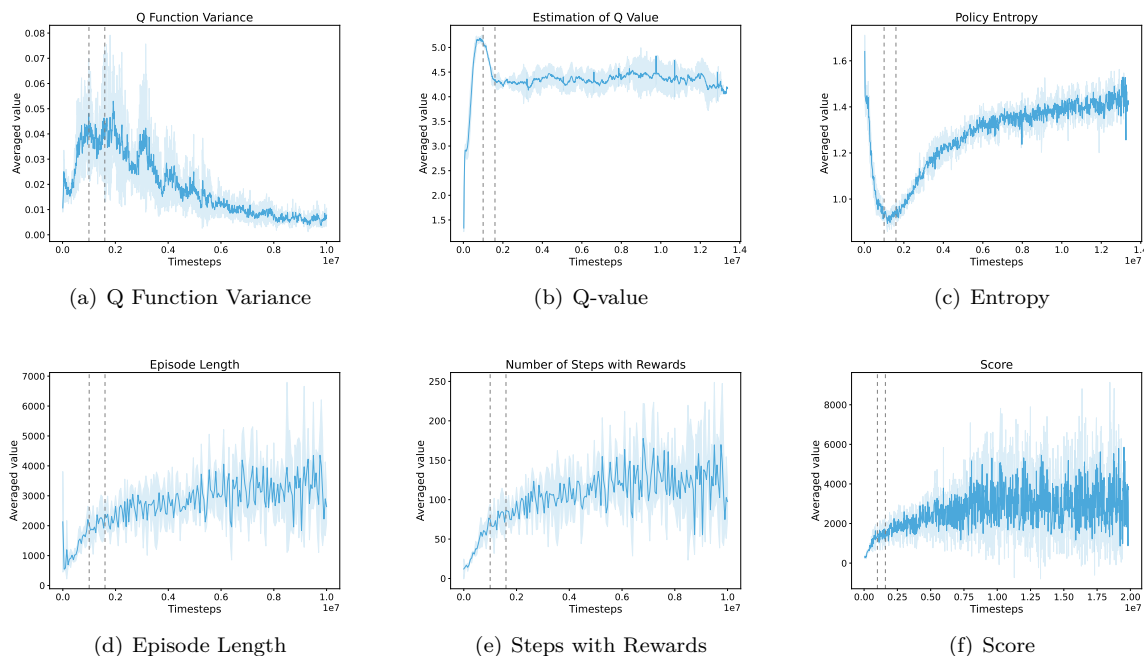 Q Function Variance
Averaged value
0.08
0.07
0.06
0.05
0.04
0.03
0.02
0.01
0.00
0.0 0.2 0.4 0.6 0.8 1.0
1e7
Timesteps
(a) Q Function Variance
Estimation of Q Value
Averaged value
5.0
4.5
4.0
3.5
3.0
2.5
2.0
1.5
0.0 0.2 0.4 0.6 0.8 1.0 1.2 1.4
1e7
Timesteps
(b) Q-value
Policy Entropy
Averaged value
1.6
1.4
1.2
1.0
0.0 0.2 0.4 0.6 0.8 1.0 1.2 1.4
1e7
Timesteps
(c) Entropy
Episode Length
Averaged value
7000
6000
5000
4000
3000
2000
1000
0
0.0 0.2 0.4 0.6 0.8 1.0
1e7
Timesteps
(d) Episode Length
Number of Steps with Rewards
Averaged value
250
200
150
100
50
0
0.0 0.2 0.4 0.6 0.8 1.0
1e7
Timesteps
(e) Steps with Rewards
Score
Averaged value
8000
6000
4000
2000
0
0.00 0.25 0.50 0.75 1.00 1.25 1.50 1.75 2.00
1e7
Timesteps
(f) Score